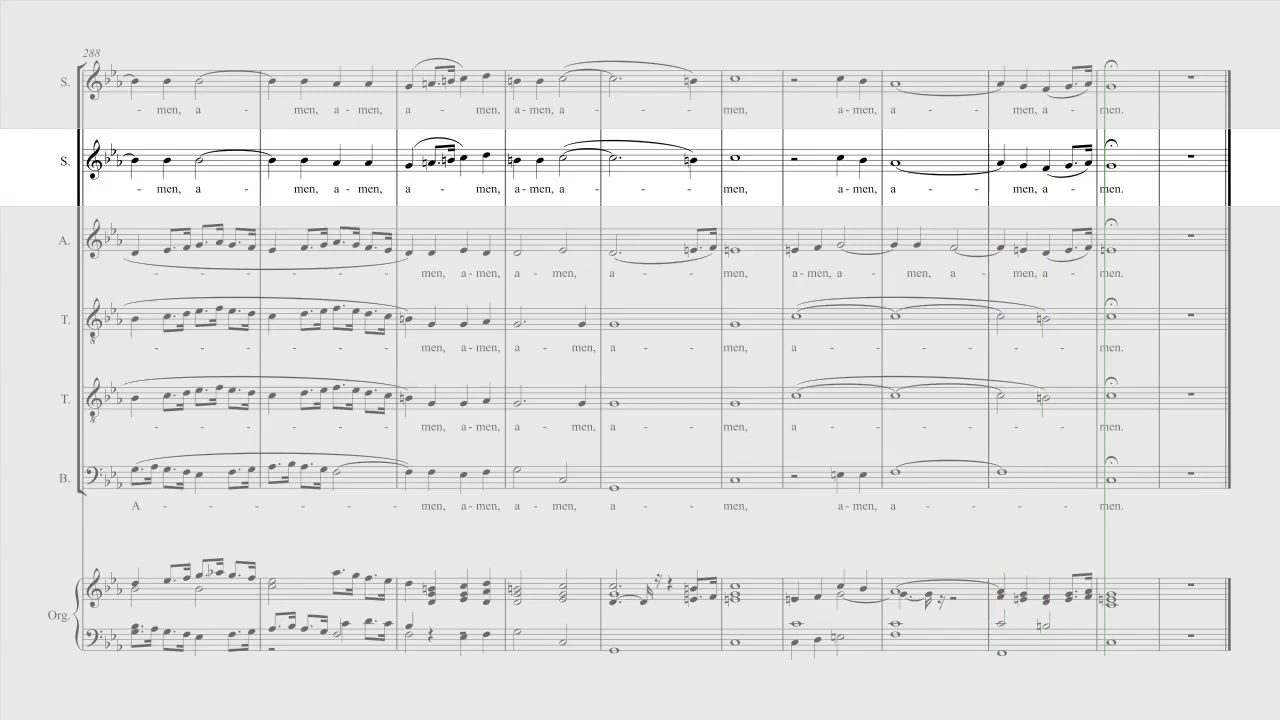 288
S.
- men, a - men, a - men, a - men, a - men, a - men, a - men, a - - men, a - men.
S.
- men, a - men, a - men, a - men, a - men, a - men, a - men, a - - men, a - men.
A.
- - - - - - men, a - men, a - men, a - men, a - men, a - men, a - men, a - men.
T.
- - - - - - men, a - men, a - men, a - men, a - - - - - men.
T.
- - - - - - men, a - men, a - men, a - men, a - - - - - men.
B.
A - - - - - - men, a - men, a - men, a - men, a - men, a - - - - men.
Org.